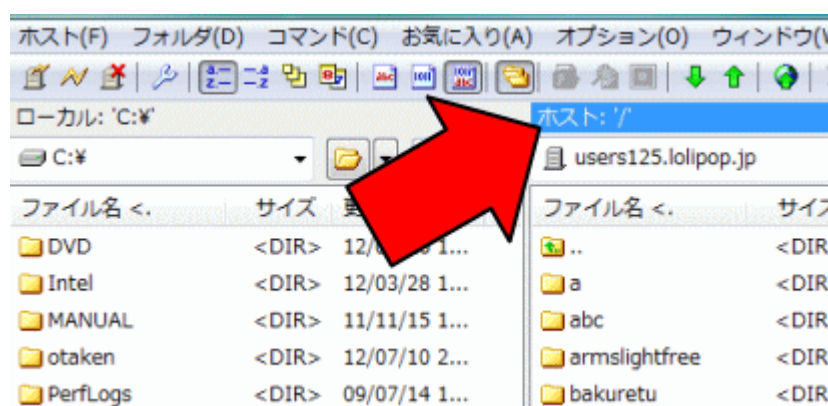 ホスト(F) フォルダ(D) コマンド(C) お気に入り(A) オプション(O) ウィンドウ(W
ローカル: 'C:¥'
ホスト: '/'
C:¥
users125.lolipop.jp
ファイル名 <. サイズ 更
ファイル名 <. サイズ
DVD <DIR> 1...
.. <DIR
Intel <DIR> 12/03/28 1...
a <DIR
MANUAL <DIR> 11/11/15 1...
abc <DIR
otaken <DIR> 12/07/10 2...
armslightfree <DIR
PerfLogs <DIR> 09/07/14 1...
bakuretu <DIR